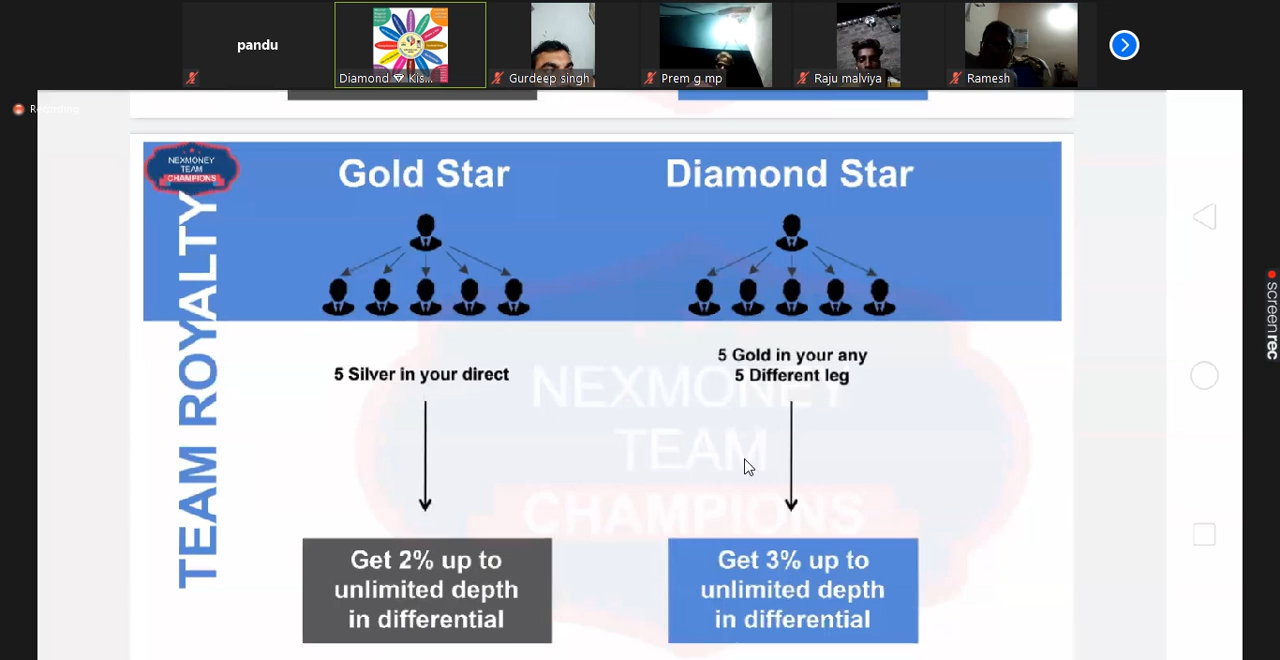 pandu
Diamond Kis...
Gurdeep singh
Prem g mp
Raju malviya
Ramesh
Recording
NEXMONEY
TEAM
CHAMPIONS
TEAM ROYALTY
Gold Star
Diamond Star
5 Silver in your direct
5 Gold in your any
5 Different leg
NEXMONEY
TEAM
CHAMPIONS
Get 2% up to
unlimited depth
in differential
Get 3% up to
unlimited depth
in differential
screenrec